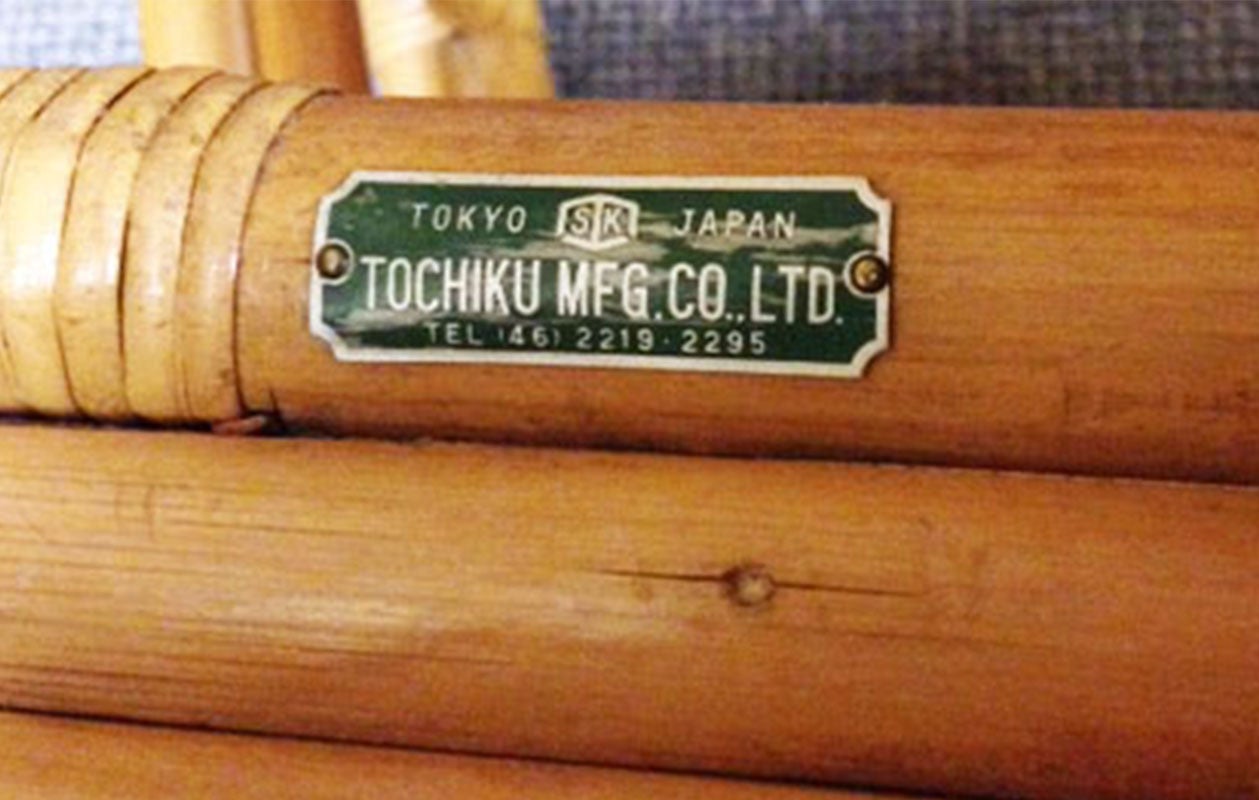 TOKYO SK JAPAN
TOCHIKU MFG.CO.,LTD.
TEL (46) 2219·2295